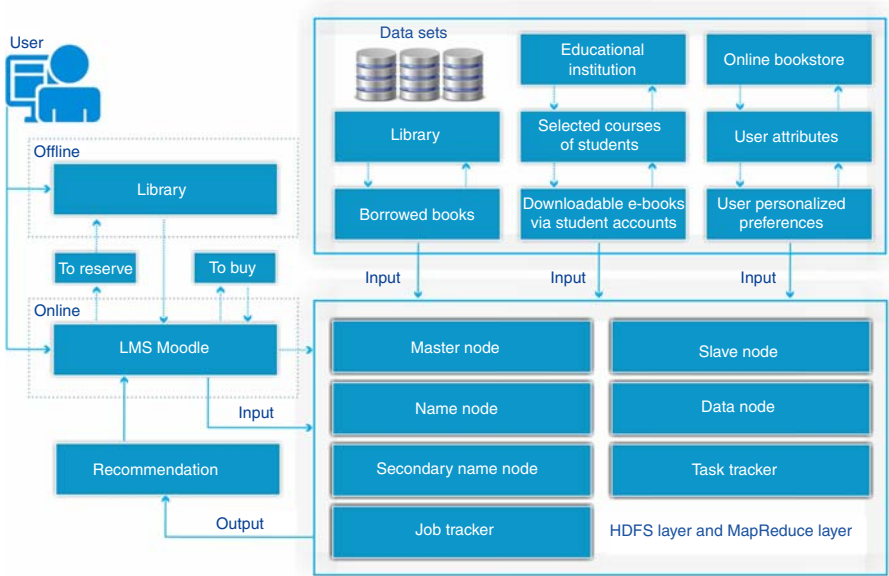 User
Data sets
Educational
institution
Online bookstore
Offline
Library
Library
Selected courses
of students
User attributes
Borrowed books
Downloadable e-books
via student accounts
User personalized
preferences
To reserve
To buy
Input
Input
Input
Online
LMS Moodle
Master node
Slave node
Input
Name node
Data node
Recommendation
Secondary name node
Task tracker
Output
Job tracker
HDFS layer and MapReduce layer